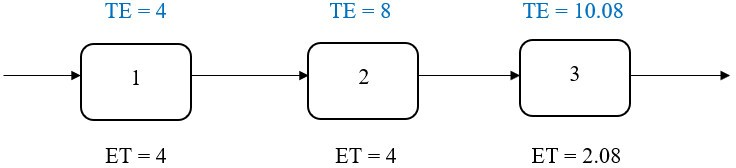 TE = 4 TE = 8 TE = 10.08
1 2 3
ET = 4 ET = 4 ET = 2.08